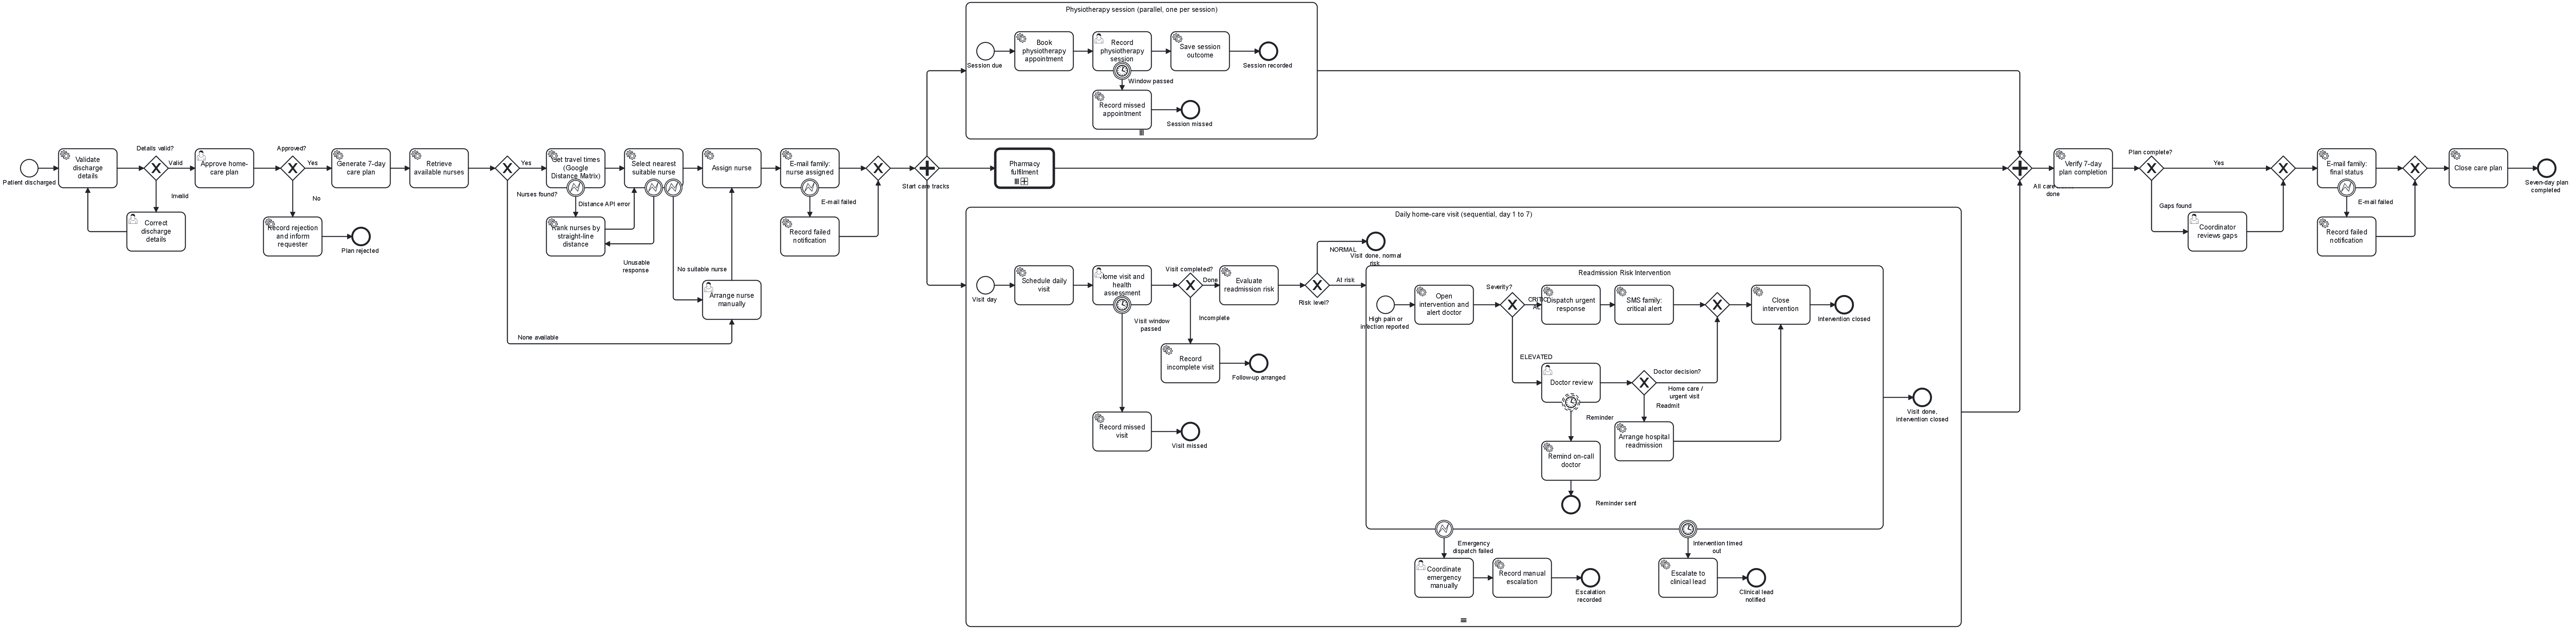 Physiotherapy session (parallel, one per session)
Session due
Book
physiotherapy
appointment
Record
physiotherapy
session
Save session
outcome
Session recorded
Window passed
Record missed
appointment
Session missed
Patient discharged
Validate
discharge
details
Details valid?
Valid
Invalid
Correct
discharge
details
Approve home-
care plan
Approved?
Yes
No
Record rejection
and inform
requester
Plan rejected
Generate 7-day
care plan
Retrieve
available nurses
Nurses found?
Yes
None available
Get travel times
(Google
Distance Matrix)
Distance API error
Rank nurses by
straight-line
distance
Select nearest
suitable nurse
Unusable
response
No suitable nurse
Arrange nurse
manually
Assign nurse
E-mail family:
nurse assigned
E-mail failed
Record failed
notification
Start care tracks
Pharmacy
fulfilment
Daily home-care visit (sequential, day 1 to 7)
Visit day
Schedule daily
visit
Home visit and
health
assessment
Visit window
passed
Record missed
visit
Visit missed
Visit completed?
Done
Incomplete
Record
incomplete visit
Follow-up arranged
Evaluate
readmission risk
Risk level?
NORMAL
Visit done, normal
risk
At risk
Readmission Risk Intervention
High pain or
infection reported
Open
intervention and
alert doctor
Severity?
CRITIC
AL
ELEVATED
Dispatch urgent
response
SMS family:
critical alert
Close
intervention
Intervention closed
Doctor review
Doctor decision?
Home care /
urgent visit
Readmit
Reminder
Arrange hospital
readmission
Remind on-call
doctor
Reminder sent
Emergency
dispatch failed
Coordinate
emergency
manually
Record manual
escalation
Escalation
recorded
Intervention timed
out
Escalate to
clinical lead
Clinical lead
notified
Visit done,
intervention closed
All care
done
Verify 7-day
plan completion
Plan complete?
Yes
Gaps found
Coordinator
reviews gaps
E-mail family:
final status
E-mail failed
Record failed
notification
Close care plan
Seven-day plan
completed